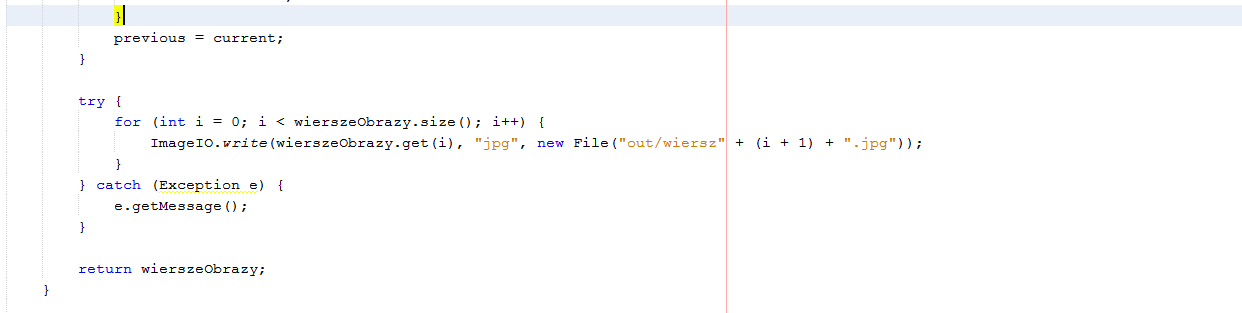 }
previous = current;
}
try {
for (int i = 0; i < wierszeObrazy.size(); i++) {
ImageIO.write(wierszeObrazy.get(i), "jpg", new File("out/wiersz" + (i + 1) + ".jpg"));
}
} catch (Exception e) {
e.getMessage();
}
return wierszeObrazy;
}